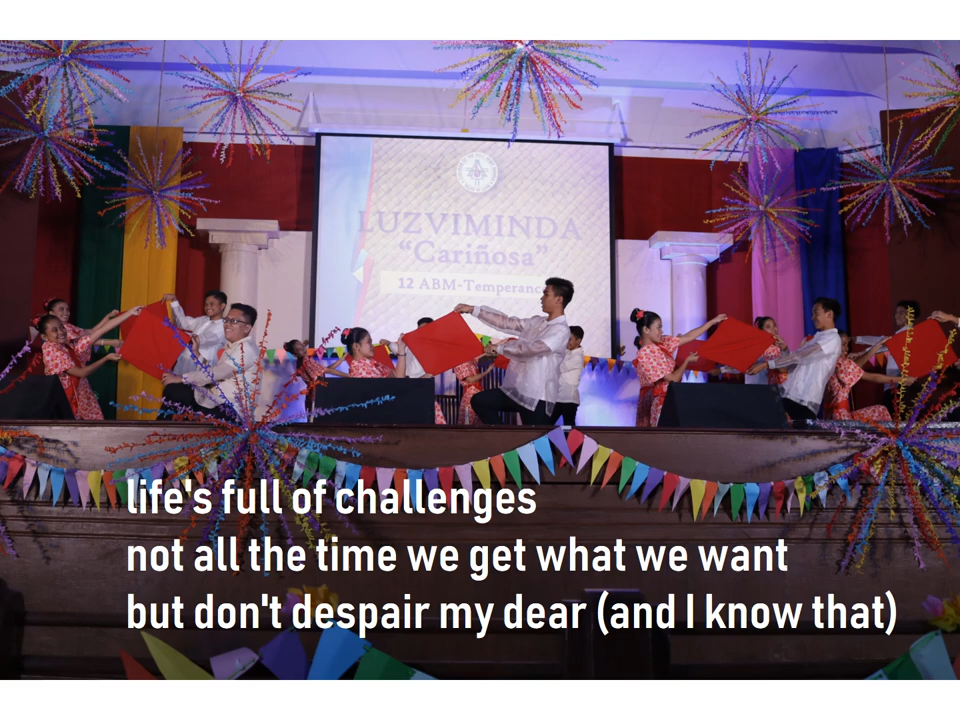 LUZVIMINDA
“Cariñosa”
12 ABM-Temperance
life's full of challenges
not all the time we get what we want
but don't despair my dear (and I know that)